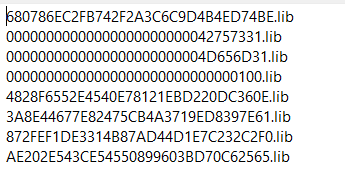 680786EC2FB742F2A3C6C9D4B4ED74BE.lib
00000000000000000000000042757331.lib
0000000000000000000000004D656D31.lib
00000000000000000000000000000100.lib
4828F6552E4540E78121EBD220DC360E.lib
3A8E44677E82475CB4A3719ED8397E61.lib
872FEF1DE3314B87AD44D1E7C232C2F0.lib
AE202E543CE54550899603BD70C62565.lib